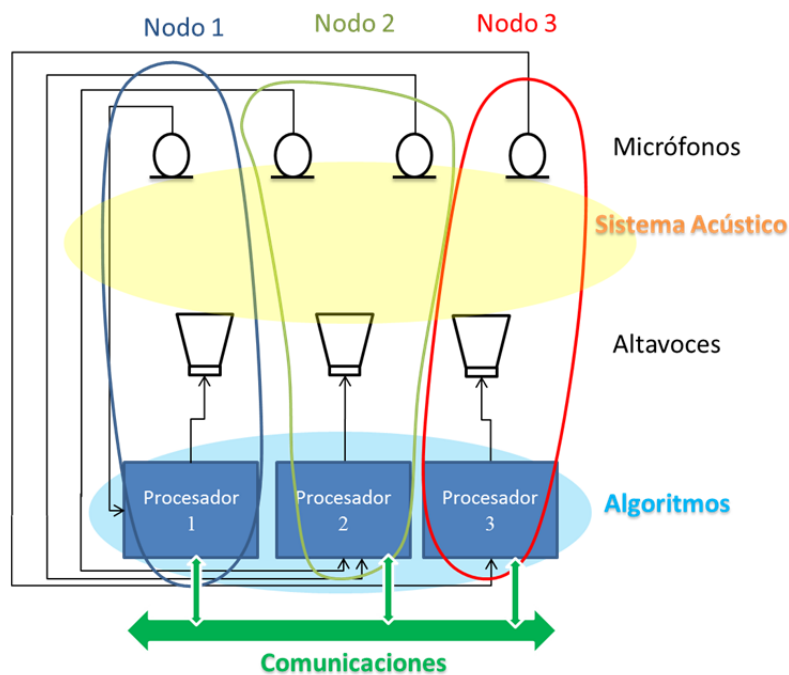 Nodo 1
Nodo 2
Nodo 3
Micrófonos
Sistema Acústico
Altavoces
Procesador
1
Procesador
2
Procesador
3
Algoritmos
Comunicaciones